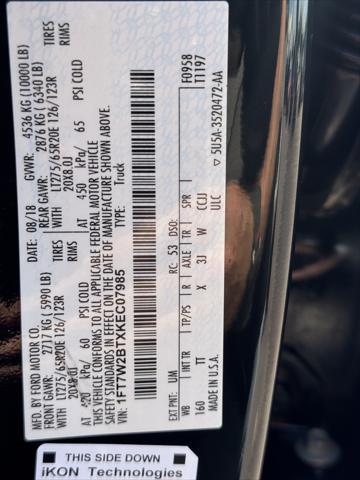 MFD. BY FORD MOTOR CO.
08/18
GVWR: 4536 KG (10000 LB)
FRONT GAWR: 2717 KG (5990 LB)
REAR GAWR: 2876 KG (6340 LB)
WITH
LT275/65R20E 126/123R TIRES
20X8.0J RIMS
WITH
LT275/65R20E 126/123R TIRES
20X8.0J RIMS
AT 420 kPa/ 60 PSI COLD
AT 450 kPa/ 65 PSI COLD
THIS VEHICLE CONFORMS TO ALL APPLICABLE FEDERAL MOTOR VEHICLE
SAFETY STANDARDS IN EFFECT ON THE DATE OF MANUFACTURE SHOWN ABOVE.
VIN: 1FT7W2BTXKEC07985
TYPE: Truck
F0958
T1197
EXT PNT: UM RC: 53 DSO:
WB TP/PS R AXLE TR SPR
160 TT X 3J W CCJJ
MADE IN U.S.A. ULC
5U5A-3520472-AA
THIS SIDE DOWN
iKON Technologies